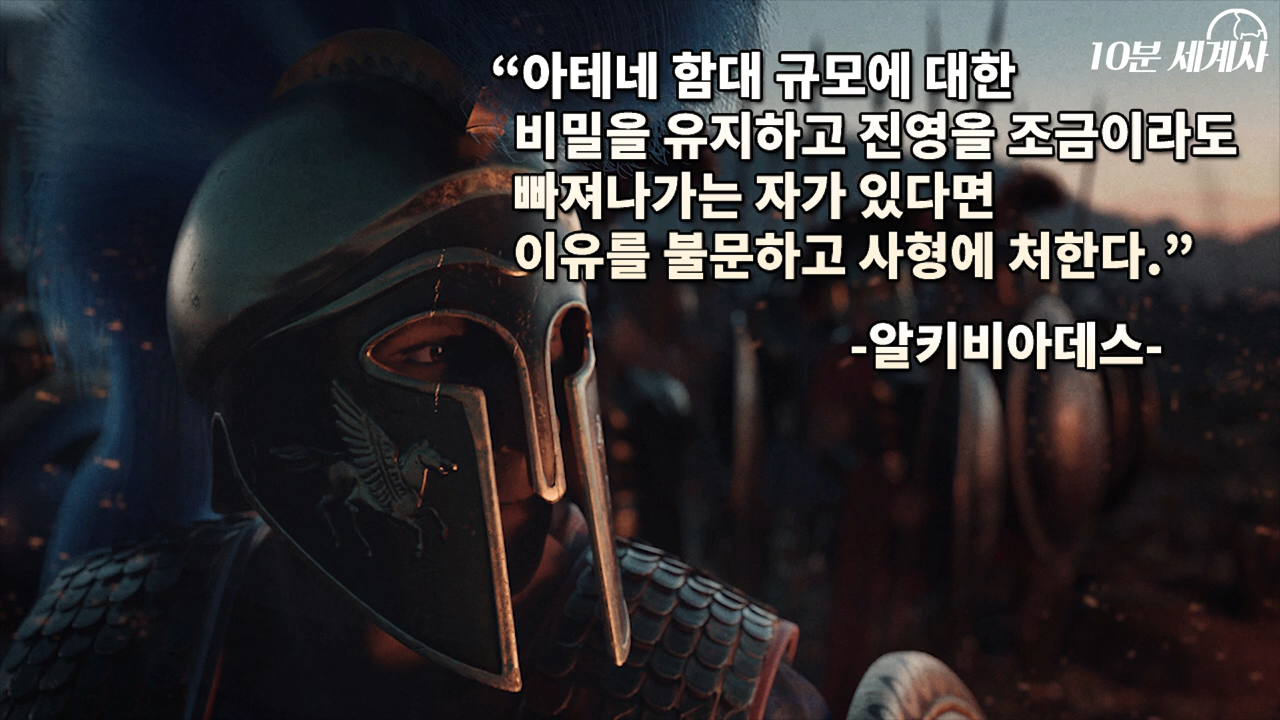 10분 세계사
“아테네 함대 규모에 대한
비밀을 유지하고 진영을 조금이라도
빠져나가는 자가 있다면
이유를 불문하고 사형에 처한다.”
-알키비아데스-